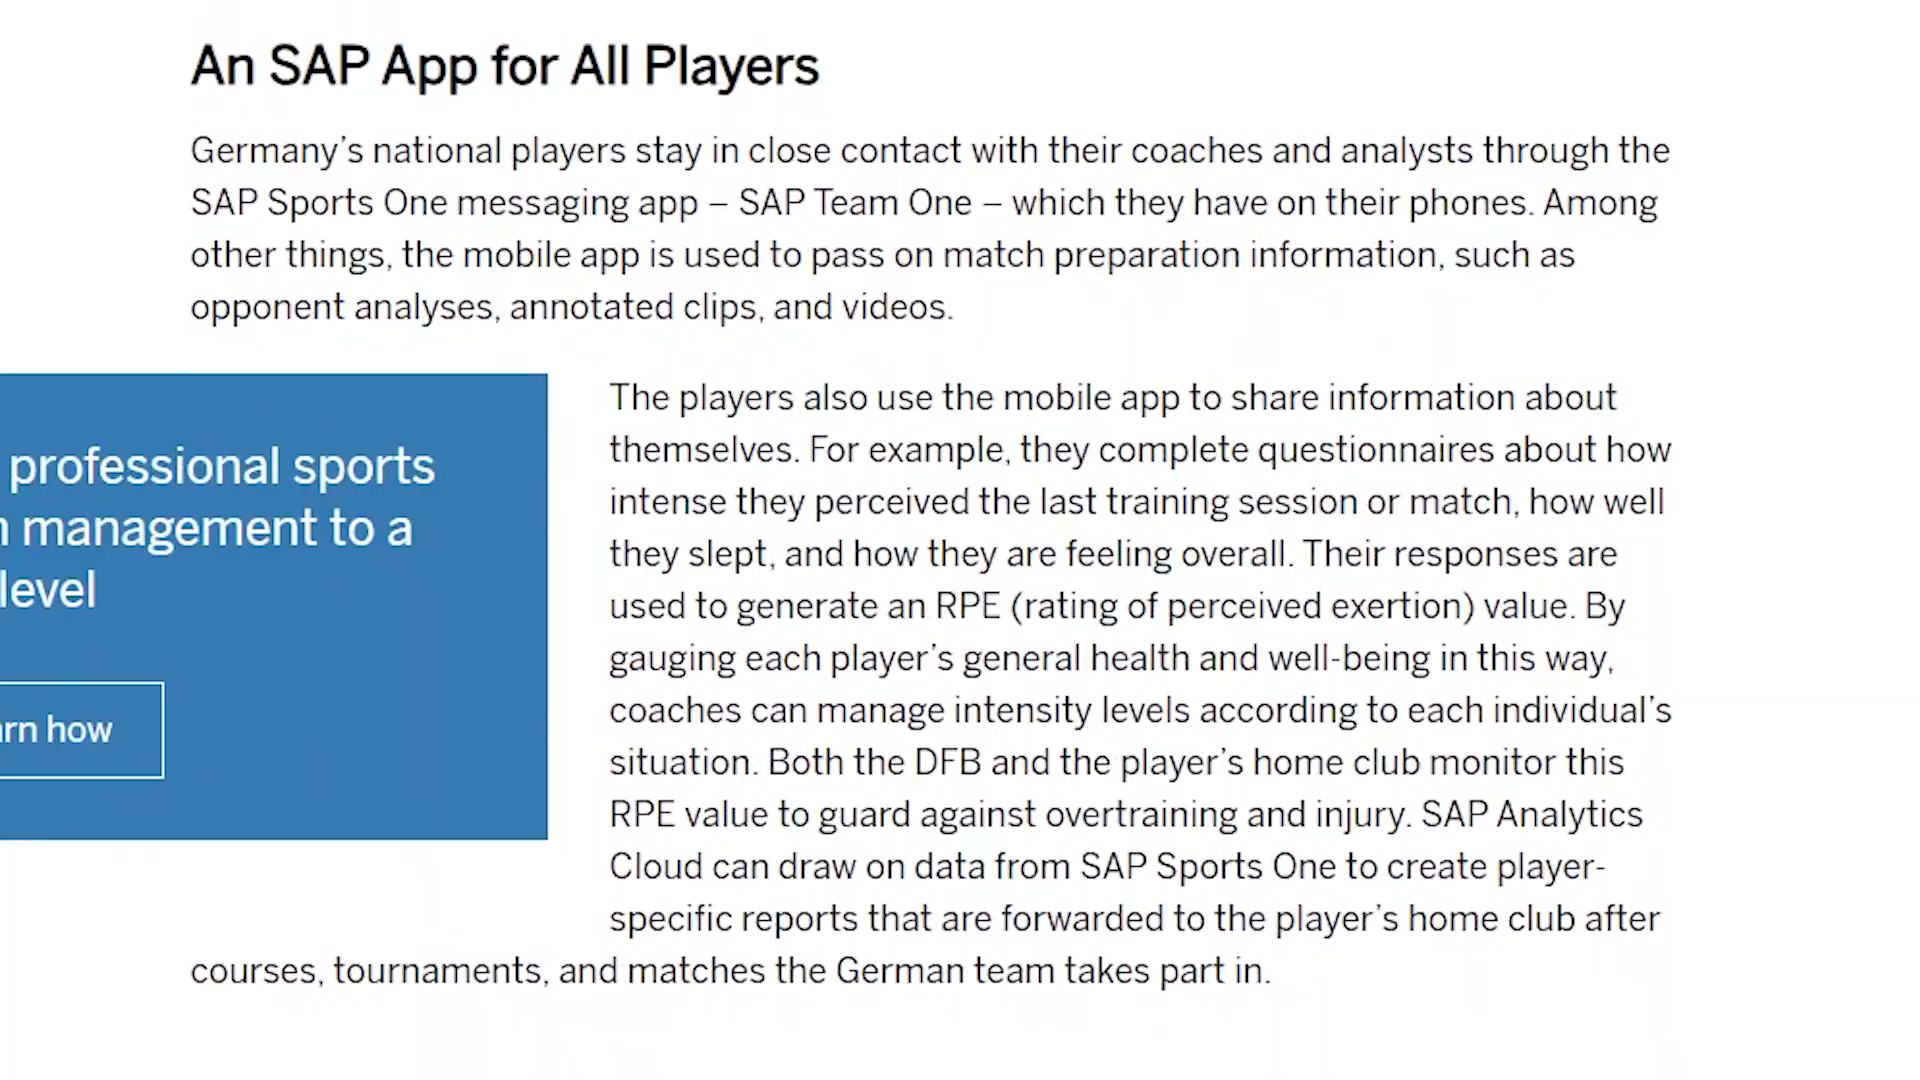 An SAP App for All Players
Germany’s national players stay in close contact with their coaches and analysts through the
SAP Sports One messaging app – SAP Team One – which they have on their phones. Among
other things, the mobile app is used to pass on match preparation information, such as
opponent analyses, annotated clips, and videos.
professional sports
management to a
level
how
The players also use the mobile app to share information about
themselves. For example, they complete questionnaires about how
intense they perceived the last training session or match, how well
they slept, and how they are feeling overall. Their responses are
used to generate an RPE (rating of perceived exertion) value. By
gauging each player’s general health and well-being in this way,
coaches can manage intensity levels according to each individual’s
situation. Both the DFB and the player’s home club monitor this
RPE value to guard against overtraining and injury. SAP Analytics
Cloud can draw on data from SAP Sports One to create player-
specific reports that are forwarded to the player’s home club after
courses, tournaments, and matches the German team takes part in.